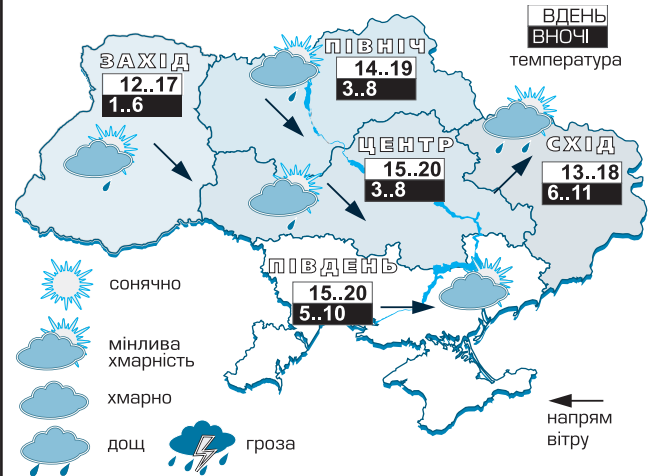 ВДЕНЬ
ВНОЧІ
температура
ЗАХІД
12..17
1..6
ПІВНІЧ
14..19
3..8
ЦЕНТР
15..20
3..8
СХІД
13..18
6..11
ПІВДЕНЬ
15..20
5..10
сонячно
мінлива
хмарність
хмарно
дощ
гроза
напрям
вітру